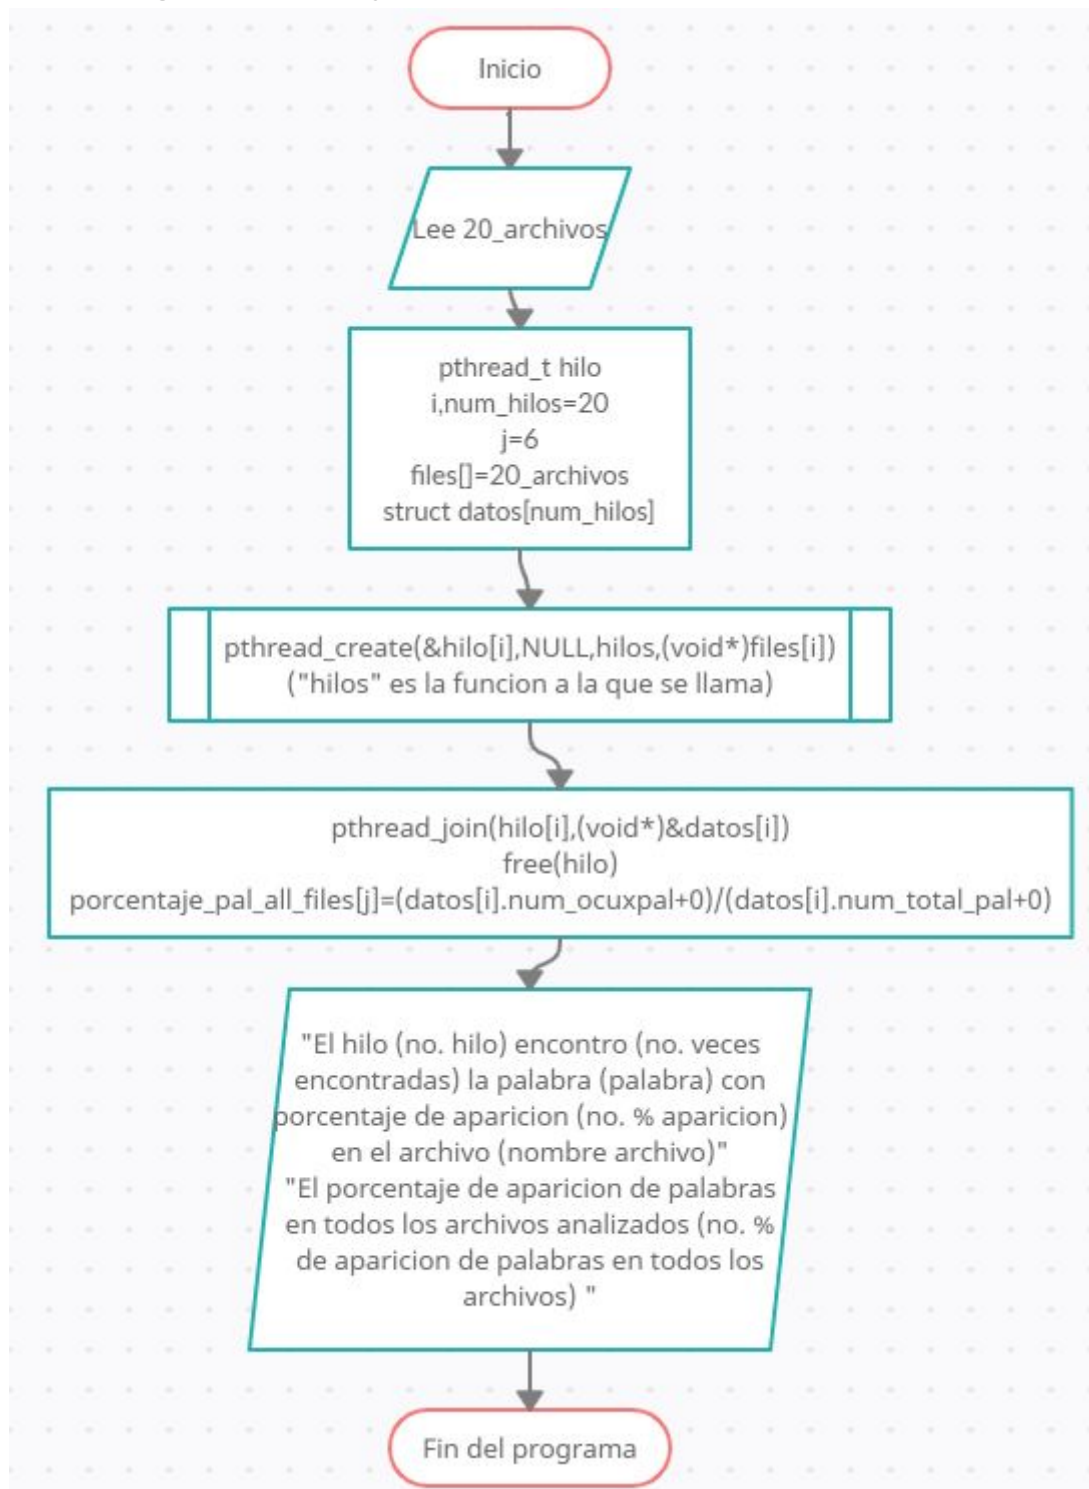 Inicio
Lee 20_archivos
pthread_t hilo
i,num_hilos=20
j=6
files[]=20_archivos
struct datos[num_hilos]
pthread_create(&hilo[i],NULL,hilos,(void*)files[i])
("hilos" es la funcion a la que se llama)
pthread_join(hilo[i],(void*)&datos[i])
free(hilo)
porcentaje_pal_all_files[j]=(datos[i].num_ocuxpal+0)/(datos[i].num_total_pal+0)
"El hilo (no. hilo) encontro (no. veces
encontradas) la palabra (palabra) con
porcentaje de aparicion (no. % aparicion)
en el archivo (nombre archivo)"
"El porcentaje de aparicion de palabras
en todos los archivos analizados (no. %
de aparicion de palabras en todos los
archivos) "
Fin del programa